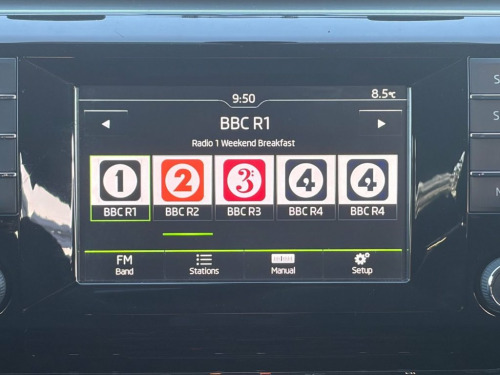 9:50
8.5°C
BBC R1
Radio 1 Weekend Breakfast
1 2 3: 4 4
BBC R1 BBC R2 BBC R3 BBC R4 BBC R4
FM
Band Stations Manual Setup